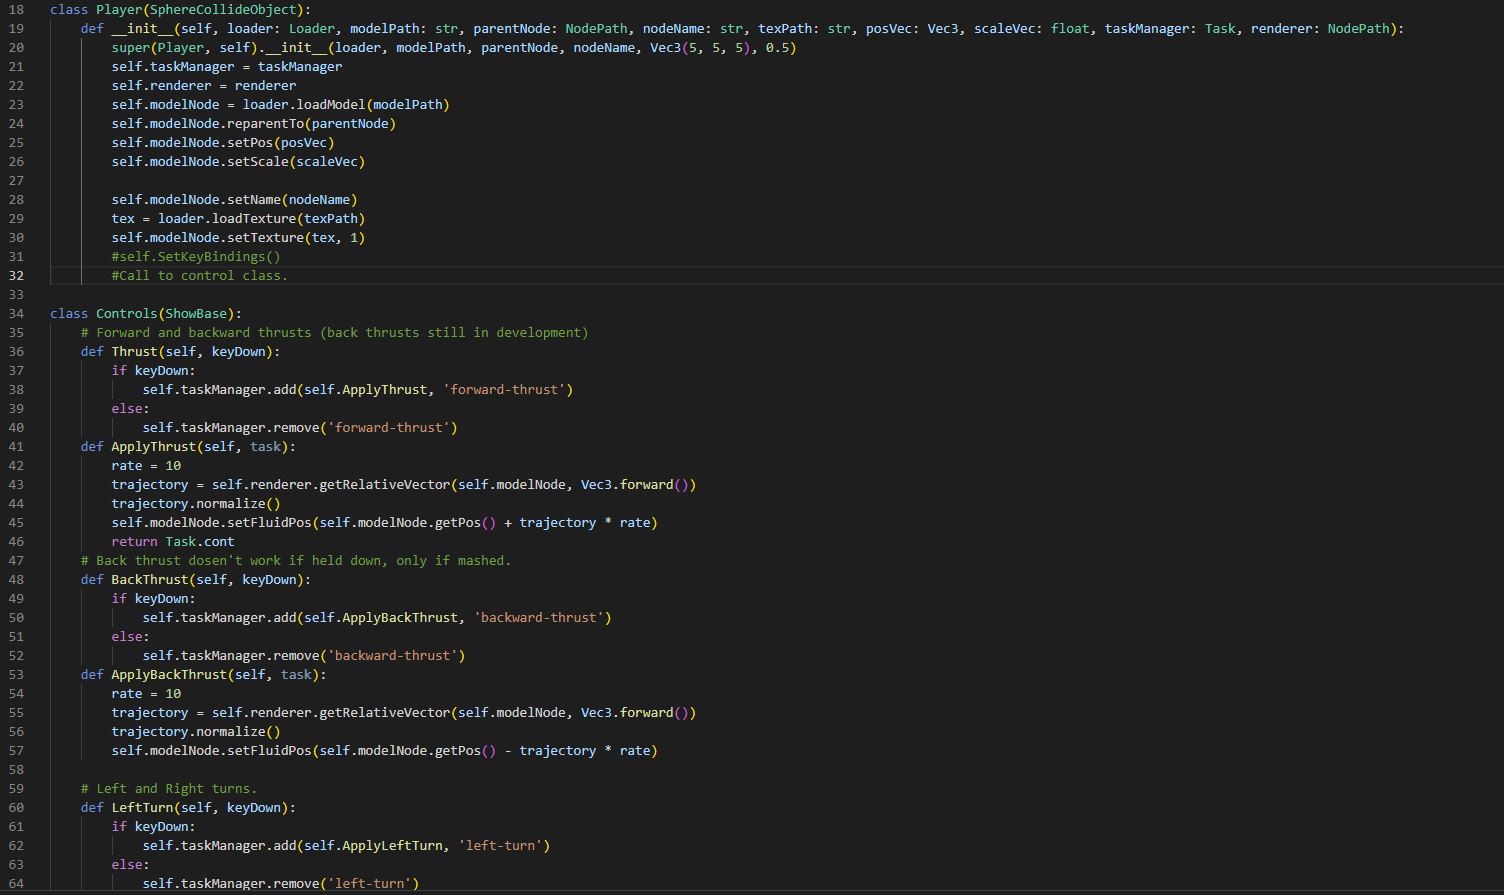 18 class Player(SphereCollideObject):
19     def __init__(self, loader: Loader, modelPath: str, parentNode: NodePath, nodeName: str, texPath: str, posVec: Vec3, scaleVec: float, taskManager: Task, renderer: NodePath):
20         super(Player, self).__init__(loader, modelPath, parentNode, nodeName, Vec3(5, 5, 5), 0.5)
21         self.taskManager = taskManager
22         self.renderer = renderer
23         self.modelNode = loader.loadModel(modelPath)
24         self.modelNode.reparentTo(parentNode)
25         self.modelNode.setPos(posVec)
26         self.modelNode.setScale(scaleVec)
27
28         self.modelNode.setName(nodeName)
29         tex = loader.loadTexture(texPath)
30         self.modelNode.setTexture(tex, 1)
31         #self.SetKeyBindings()
32         #Call to control class.
33
34 class Controls(ShowBase):
35     # Forward and backward thrusts (back thrusts still in development)
36     def Thrust(self, keyDown):
37         if keyDown:
38             self.taskManager.add(self.ApplyThrust, 'forward-thrust')
39         else:
40             self.taskManager.remove('forward-thrust')
41     def ApplyThrust(self, task):
42         rate = 10
43         trajectory = self.renderer.getRelativeVector(self.modelNode, Vec3.forward())
44         trajectory.normalize()
45         self.modelNode.setFluidPos(self.modelNode.getPos() + trajectory * rate)
46         return Task.cont
47     # Back thrust dosen't work if held down, only if mashed.
48     def BackThrust(self, keyDown):
49         if keyDown:
50             self.taskManager.add(self.ApplyBackThrust, 'backward-thrust')
51         else:
52             self.taskManager.remove('backward-thrust')
53     def ApplyBackThrust(self, task):
54         rate = 10
55         trajectory = self.renderer.getRelativeVector(self.modelNode, Vec3.forward())
56         trajectory.normalize()
57         self.modelNode.setFluidPos(self.modelNode.getPos() - trajectory * rate)
58
59     # Left and Right turns.
60     def LeftTurn(self, keyDown):
61         if keyDown:
62             self.taskManager.add(self.ApplyLeftTurn, 'left-turn')
63         else:
64             self.taskManager.remove('left-turn')